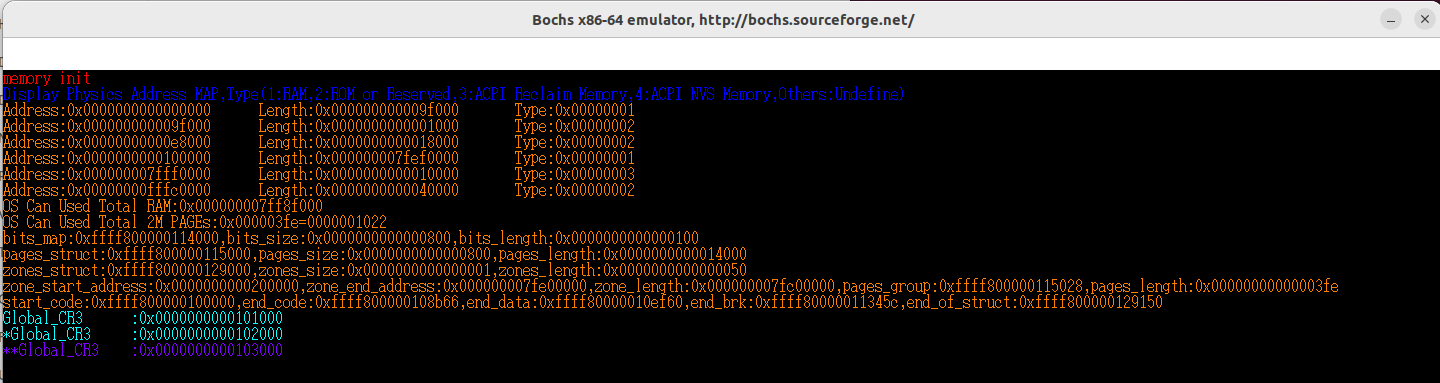 Bochs x86-64 emulator, http://bochs.sourceforge.net/
memory init
Display Physics Address MAP,Type(1:RAM,2:ROM or Reserved,3:ACPI Reclaim Memory,4:ACPI NVS Memory,Others:Undefine)
Address:0x0000000000000000 Length:0x000000000009f000 Type:0x00000001
Address:0x000000000009f000 Length:0x0000000000001000 Type:0x00000002
Address:0x00000000000e8000 Length:0x0000000000018000 Type:0x00000002
Address:0x0000000000100000 Length:0x000000007fef0000 Type:0x00000001
Address:0x000000007fff0000 Length:0x0000000000010000 Type:0x00000003
Address:0x00000000fffc0000 Length:0x0000000000040000 Type:0x00000002
OS Can Used Total RAM:0x000000007ff8f000
OS Can Used Total 2M PAGEs:0x000003fe=0000001022
bits_map:0xffff800000114000,bits_size:0x0000000000000800,bits_length:0x0000000000000100
pages_struct:0xffff800000115000,pages_size:0x0000000000000800,pages_length:0x0000000000014000
zones_struct:0xffff800000129000,zones_size:0x0000000000000001,zones_length:0x0000000000000050
zone_start_address:0x0000000000200000,zone_end_address:0x000000007fe00000,zone_length:0x000000007fc00000,pages_group:0xffff800000115028,pages_length:0x00000000000003fe
start_code:0xffff800000100000,end_code:0xffff800000108b66,end_data:0xffff80000010ef60,end_brk:0xffff80000011345c,end_of_struct:0xffff800000129150
Global_CR3 :0x0000000000101000
*Global_CR3 :0x0000000000102000
**Global_CR3 :0x0000000000103000